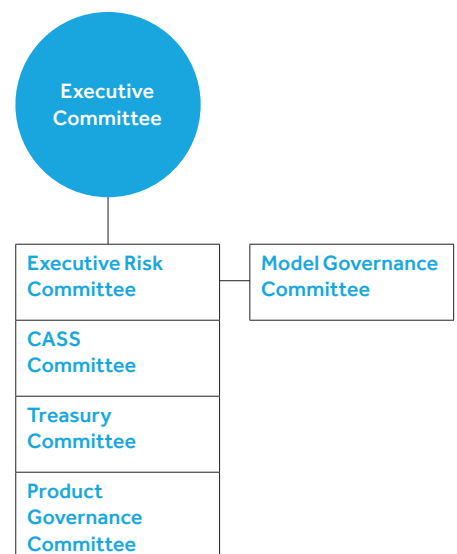 Executive
Committee
Executive Risk
Committee
Model Governance
Committee
CASS
Committee
Treasury
Committee
Product
Governance
Committee